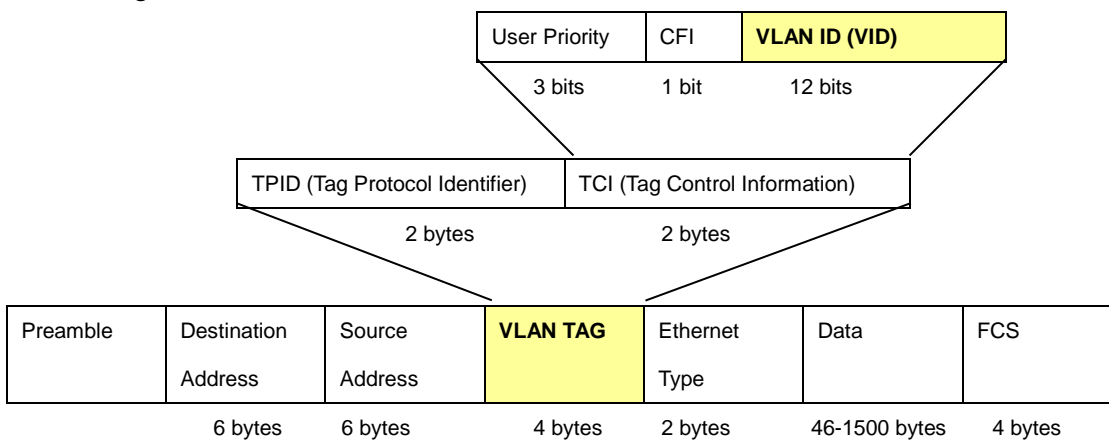 User Priority CFI VLAN ID (VID)
3 bits 1 bit 12 bits
TPID (Tag Protocol Identifier) TCI (Tag Control Information)
2 bytes 2 bytes
Preamble Destination Source VLAN TAG Ethernet Data FCS
Address Address Type
6 bytes 6 bytes 4 bytes 2 bytes 46-1500 bytes 4 bytes